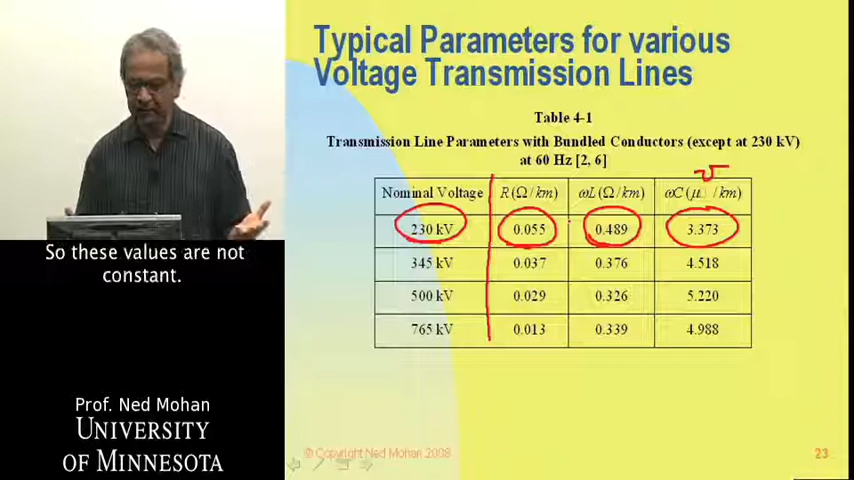 Typical Parameters for various
Voltage Transmission Lines
Table 4-1
Transmission Line Parameters with Bundled Conductors (except at 230 kV)
at 60 Hz [2, 6]
Nominal Voltage R (Ω / km) ωL (Ω / km) ωC (μ /km)
230 kV 0.055 0.489 3.373
345 kV 0.037 0.376 4.518
500 kV 0.029 0.326 5.220
765 kV 0.013 0.339 4.988
So these values are not
constant.
Prof. Ned Mohan
UNIVERSITY
OF MINNESOTA
© Copyright Ned Mohan 2008
23